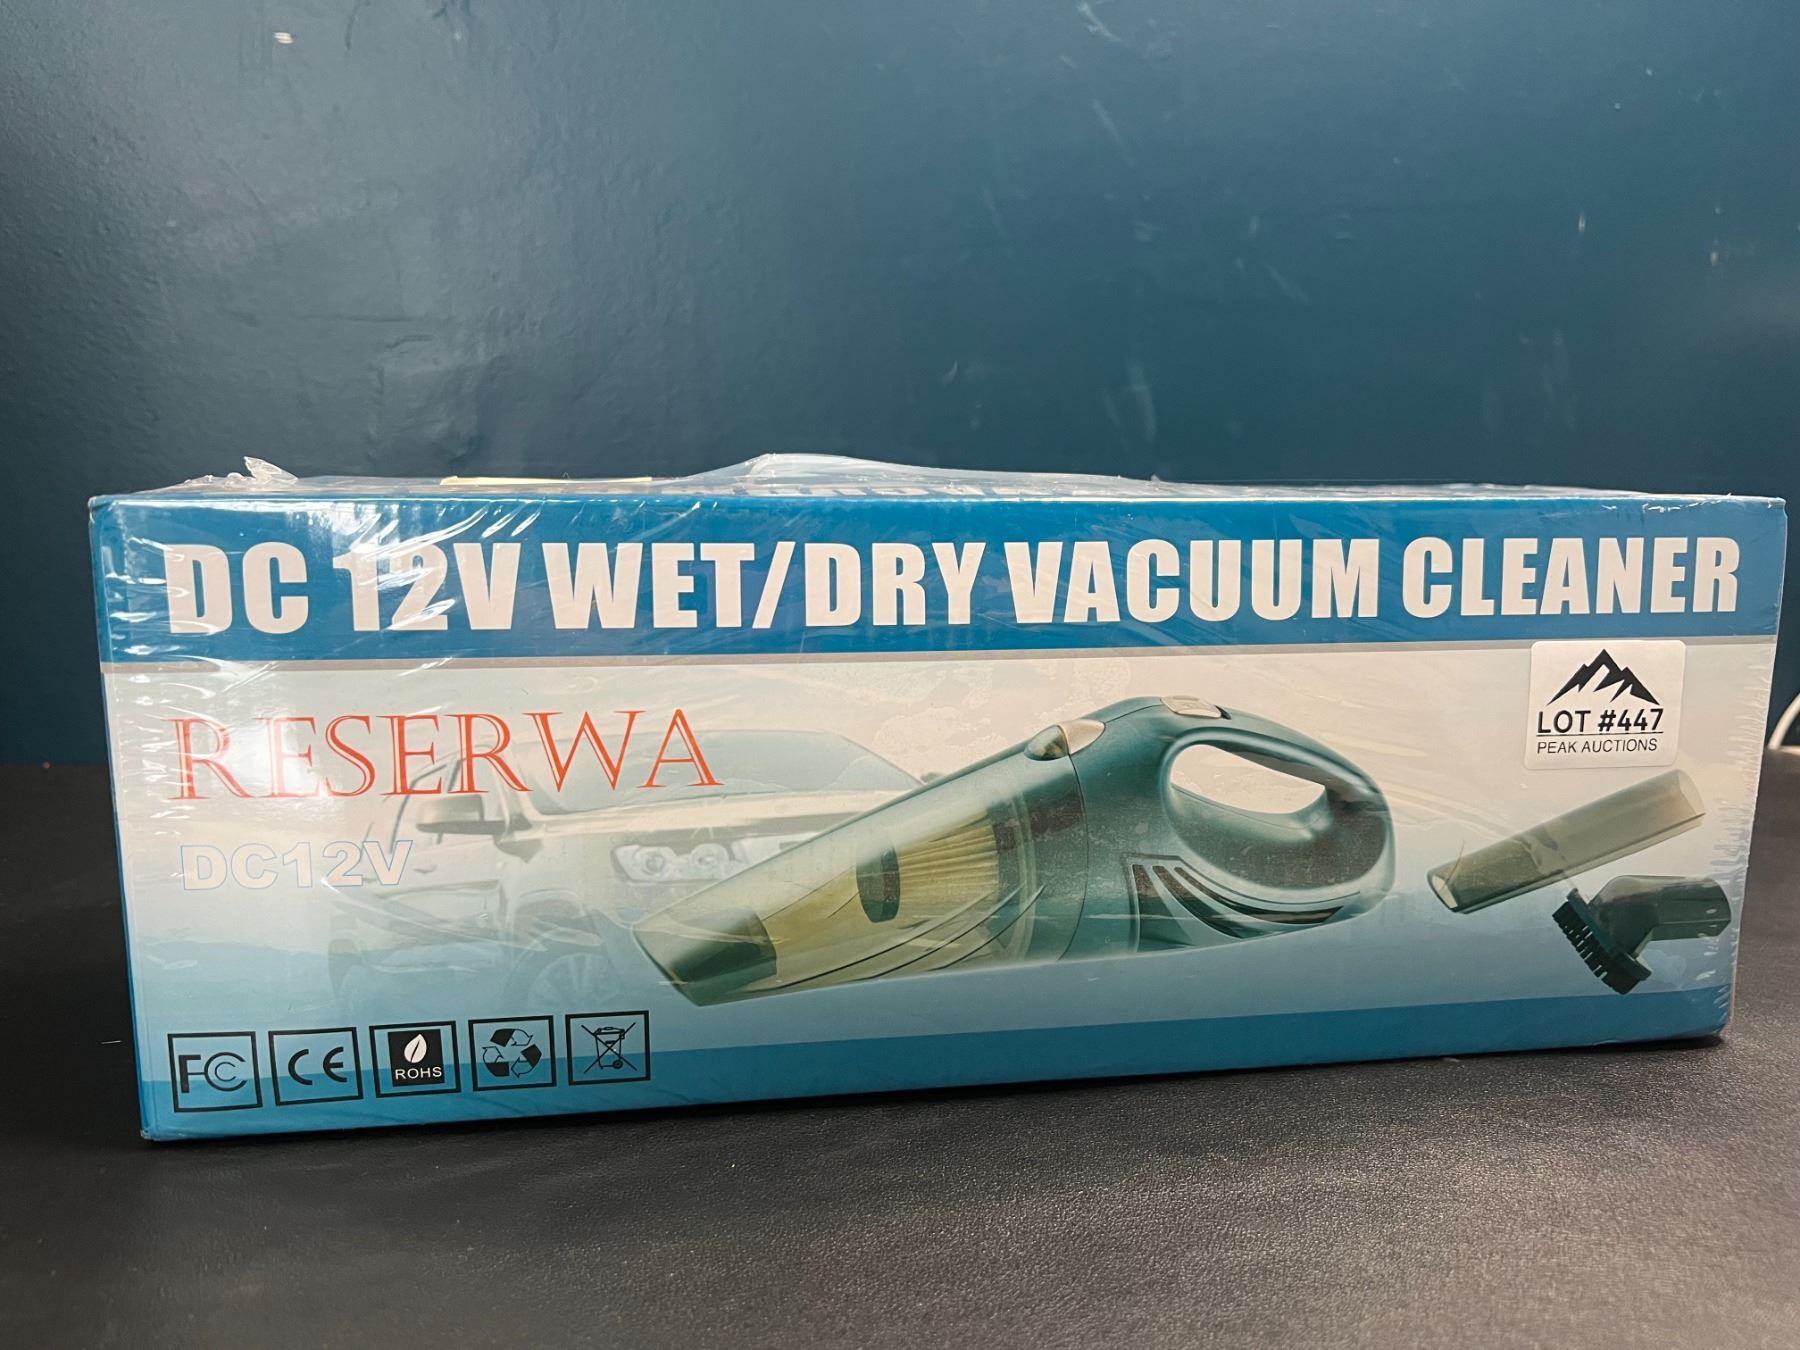 DC 12V WET/DRY VACUUM CLEANER
RESERWA
DC12V
LOT #447
PEAK AUCTIONS
FC CE ROHS